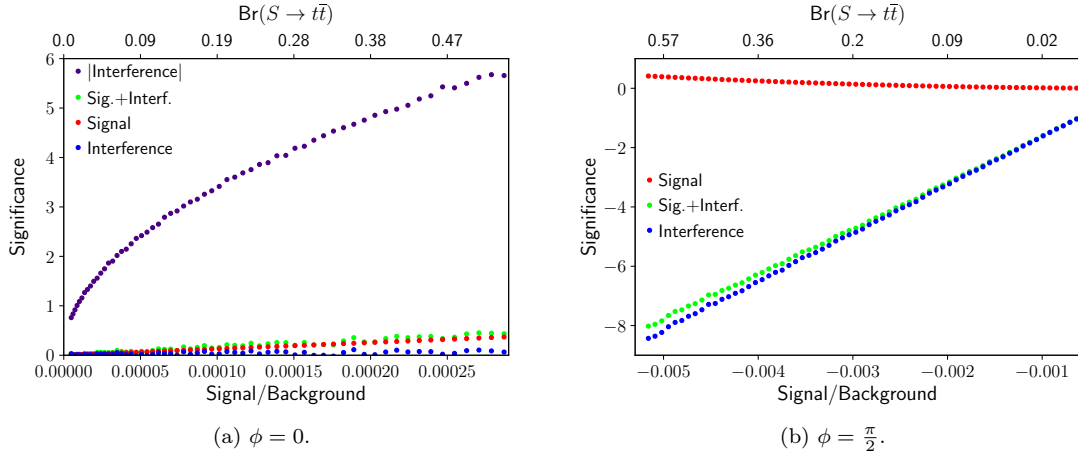 Br(S → tt̄)
0.0 0.09 0.19 0.28 0.38 0.47
6
5
4
3
2
1
0
Significance
|Interference|
Sig.+Interf.
Signal
Interference
0.00000 0.00005 0.00010 0.00015 0.00020 0.00025
Signal/Background
(a) ϕ = 0.
Br(S → tt̄)
0.57 0.36 0.2 0.09 0.02
0
−2
−4
−6
−8
Significance
Signal
Sig.+Interf.
Interference
−0.005 −0.004 −0.003 −0.002 −0.001
Signal/Background
(b) ϕ = π/2.